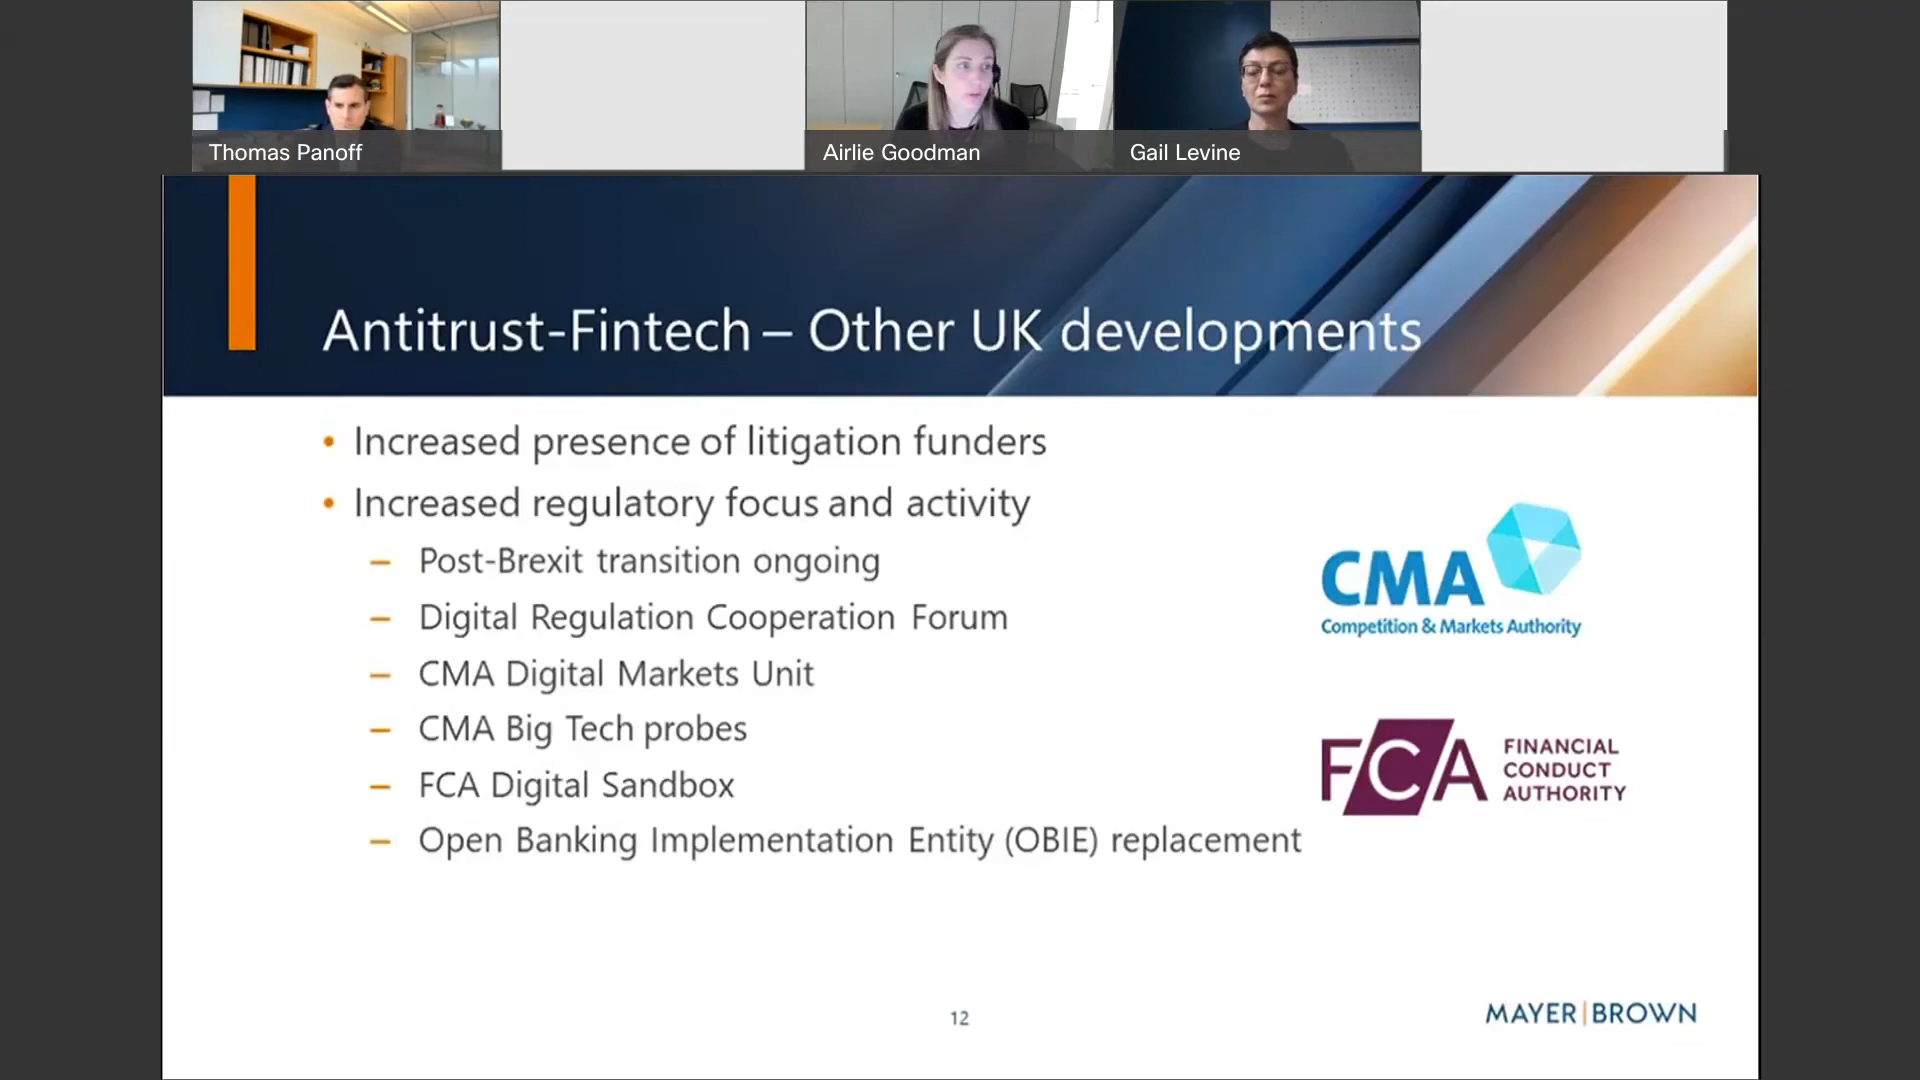 Thomas Panoff
Airlie Goodman
Gail Levine
Antitrust-Fintech – Other UK developments
• Increased presence of litigation funders
• Increased regulatory focus and activity
– Post-Brexit transition ongoing
– Digital Regulation Cooperation Forum
– CMA Digital Markets Unit
– CMA Big Tech probes
– FCA Digital Sandbox
– Open Banking Implementation Entity (OBIE) replacement
CMA
Competition & Markets Authority
FCA
FINANCIAL
CONDUCT
AUTHORITY
12
MAYER|BROWN